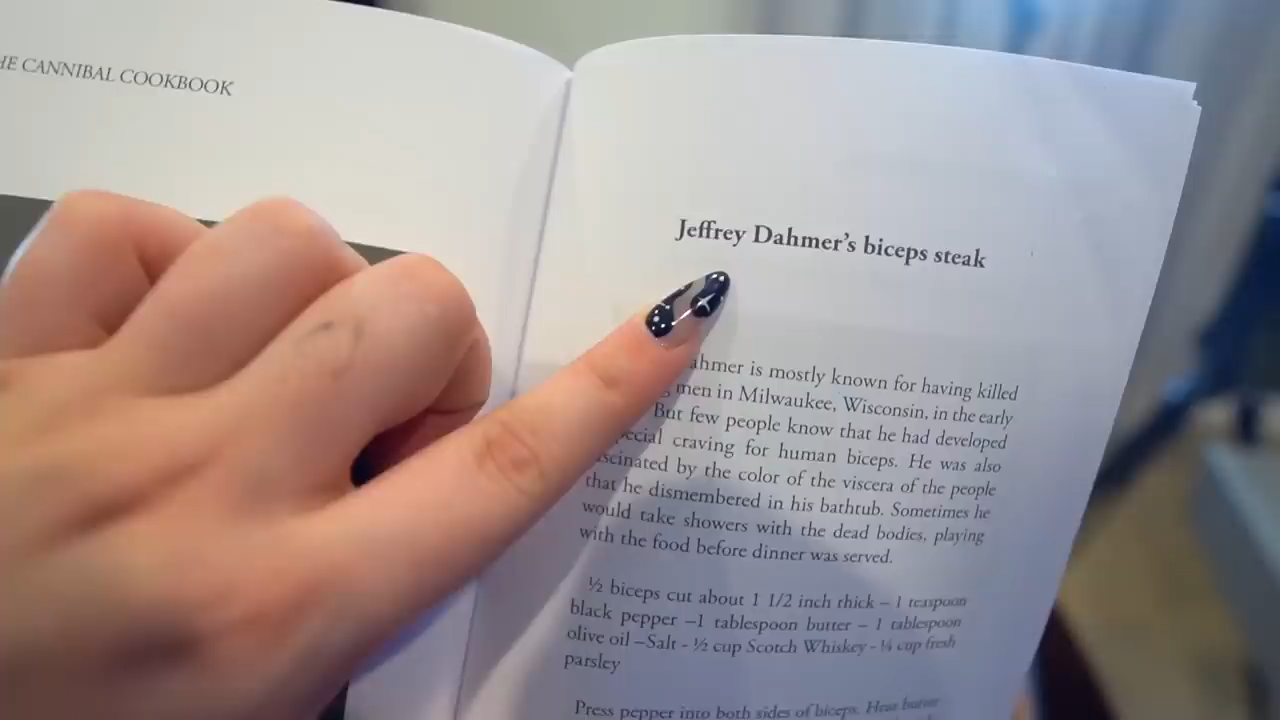 HE CANNIBAL COOKBOOK
Jeffrey Dahmer's biceps steak
ahmer is mostly known for having killed
men in Milwaukee, Wisconsin, in the early
But few people know that he had developed
pecial craving for human biceps. He was also
scinated by the color of the viscera of the people
that he dismembered in his bathtub. Sometimes he
would take showers with the dead bodies, playing
with the food before dinner was served.
½ biceps cut about 1 1/2 inch thick – 1 teaspoon
black pepper –1 tablespoon butter – 1 tablespoon
olive oil –Salt - ½ cup Scotch Whiskey - ¼ cup fresh
parsley
Press pepper into both sides of biceps. Heat butter